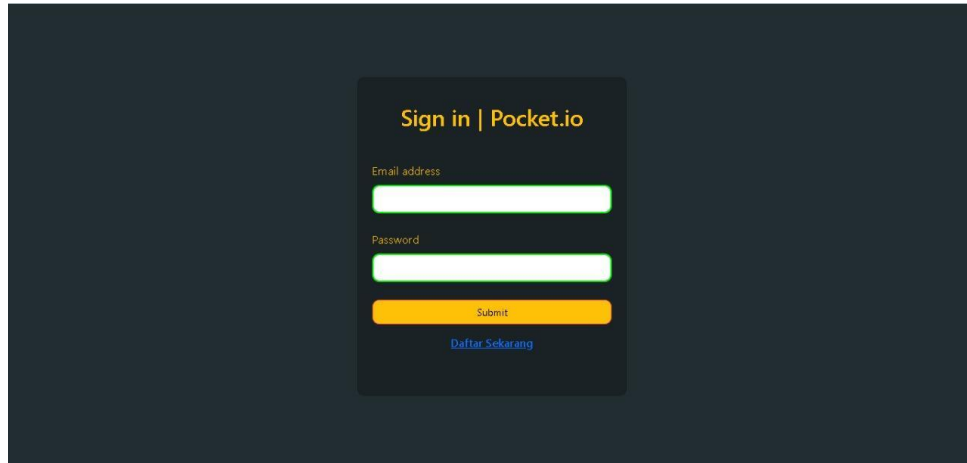 Sign in | Pocket.io
Email address
Password
Submit
Daftar Sekarang